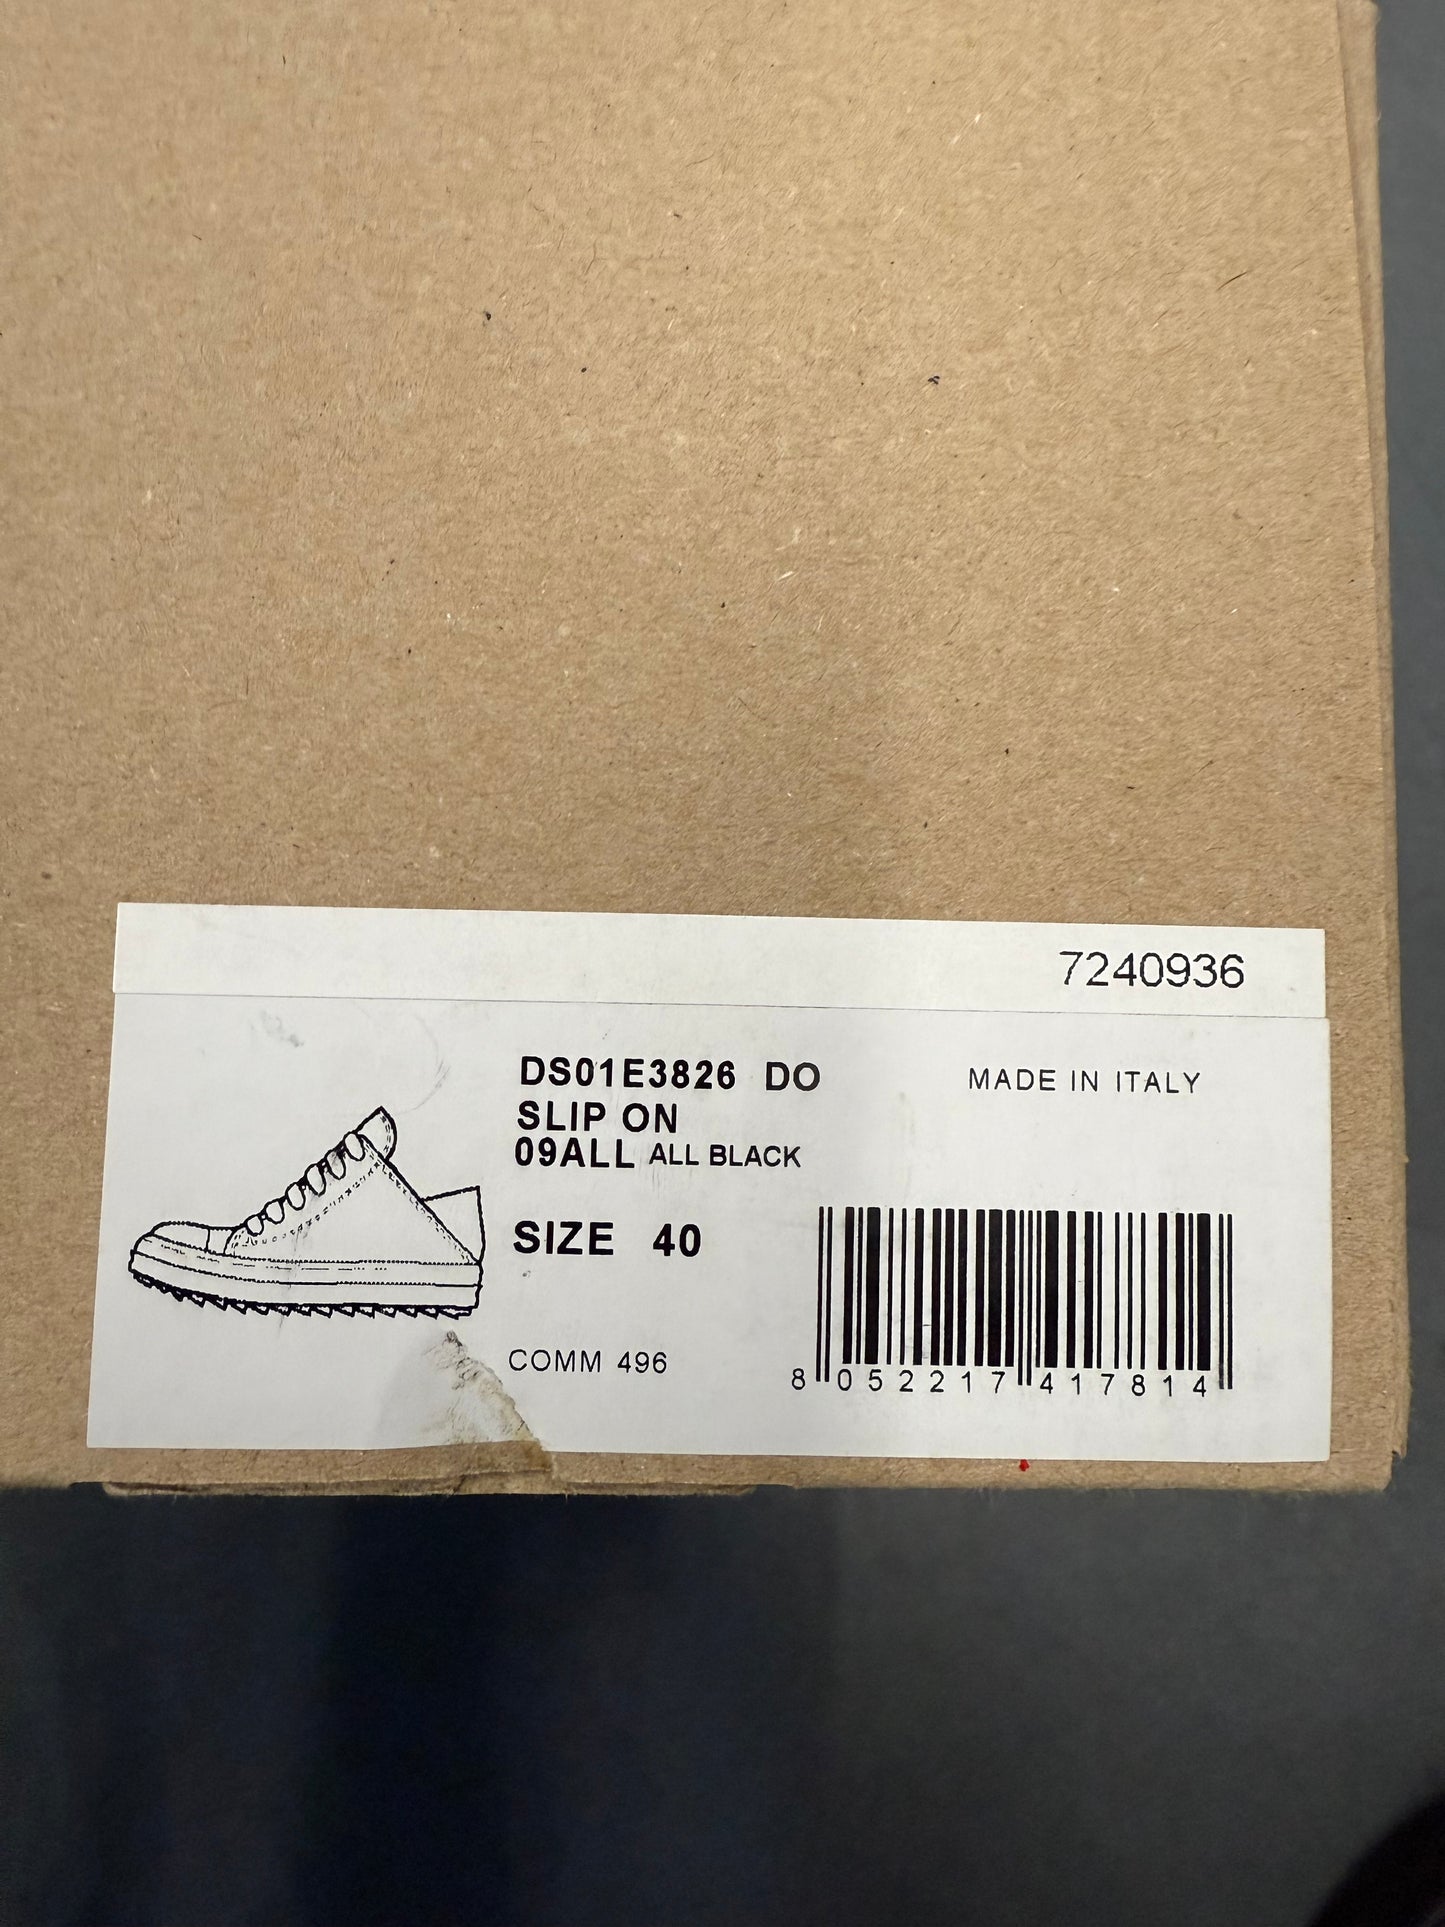 7240936
DS01E3826 DO
MADE IN ITALY
SLIP ON
09ALL ALL BLACK
SIZE 40
COMM 496
8 052217 417814